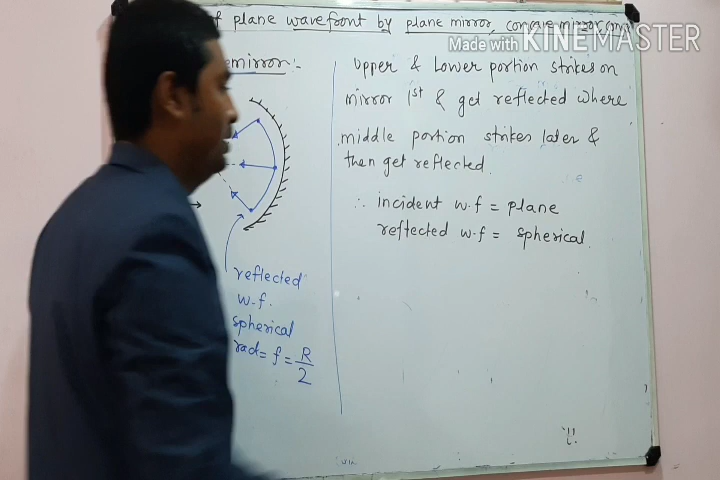 of plane wavefront by plane mirror, concave mirror
Made with KINEMASTER
mirror:-
Upper & Lower portion strikes on
mirror 1st & get reflected where
middle portion strikes later &
then get reflected.
∴ incident w.f = plane
reflected w.f = spherical.
reflected
w.f.
spherical
rad = f = R/2